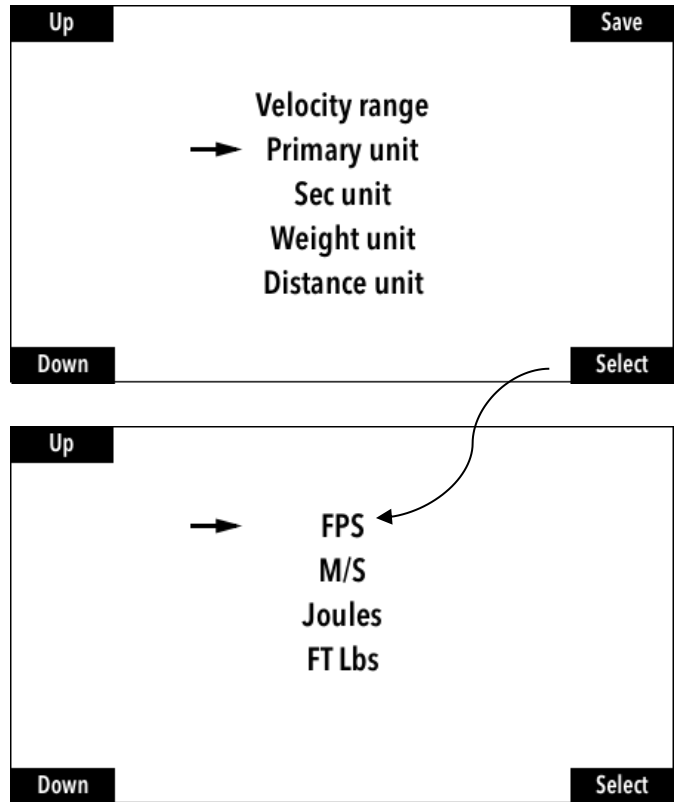 Up Save
Velocity range
Primary unit
Sec unit
Weight unit
Distance unit
Down Select
Up
FPS
M/S
Joules
FT Lbs
Down Select